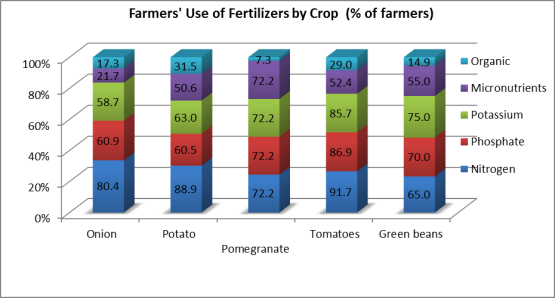 Farmers' Use of Fertilizers by Crop (% of farmers)
100%
80%
60%
40%
20%
0%
17.3 31.5 7.3 29.0 14.9
21.7 50.6 72.2 52.4 55.0
58.7 63.0 72.2 85.7 75.0
60.9 60.5 72.2 86.9 70.0
80.4 88.9 72.2 91.7 65.0
Organic
Micronutrients
Potassium
Phosphate
Nitrogen
Onion Potato Tomatoes Green beans
Pomegranate